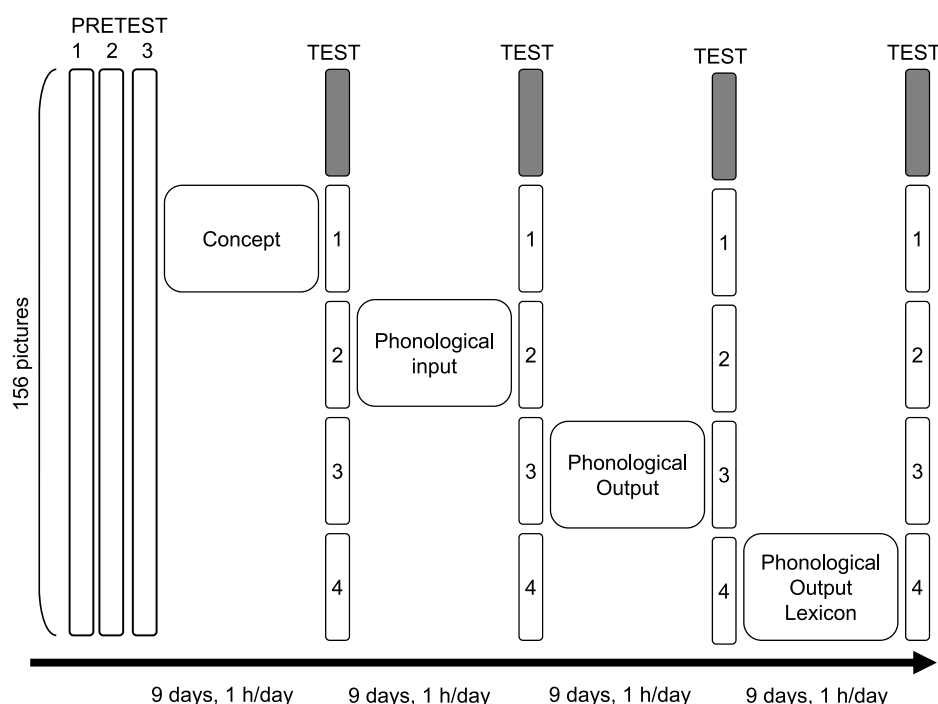 PRETEST
1 2 3
TEST
TEST
TEST
TEST
156 pictures
Concept
1
1
1
1
Phonological
input
2
2
2
2
Phonological
Output
3
3
3
3
Phonological
Output
Lexicon
4
4
4
4
9 days, 1 h/day
9 days, 1 h/day
9 days, 1 h/day
9 days, 1 h/day